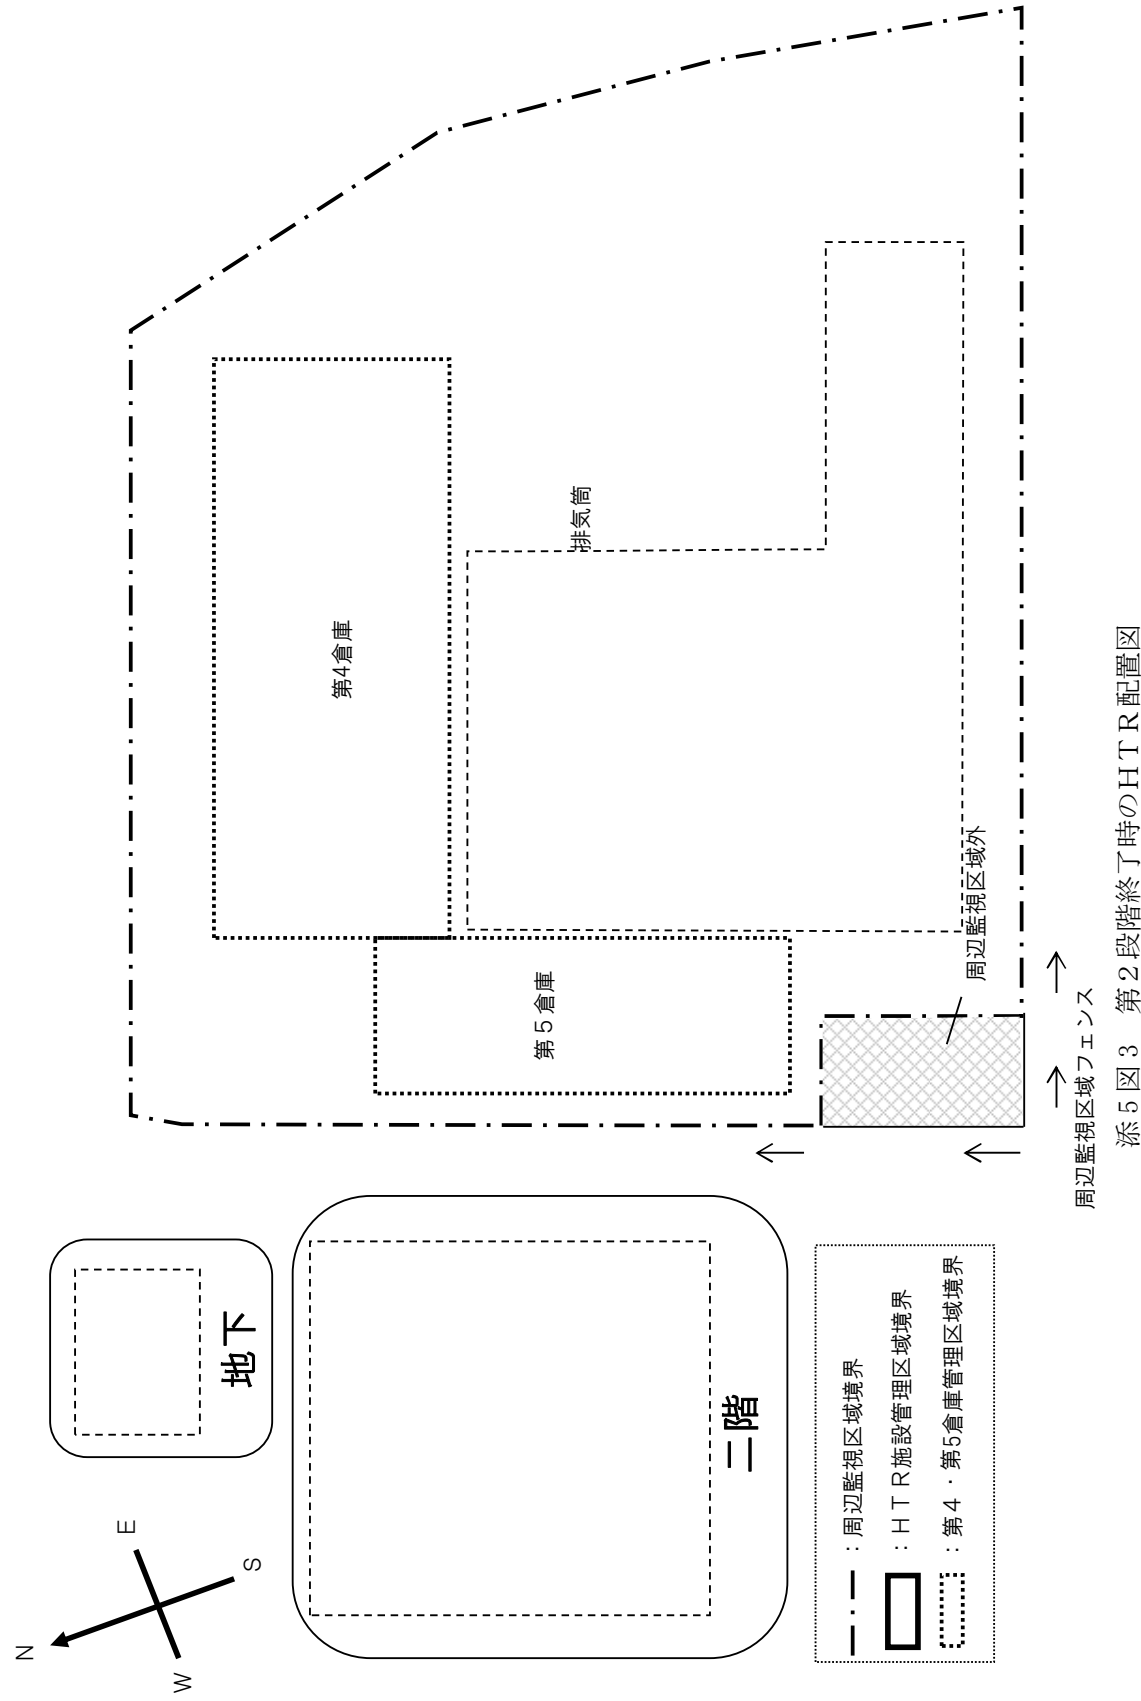 N
E
W
S
地下
二階
第4倉庫
排気筒
第５倉庫
周辺監視区域外
周辺監視区域フェンス
：周辺監視区域境界
：ＨＴＲ施設管理区域境界
：第４・第5倉庫管理区域境界
添５図３　第２段階終了時のＨＴＲ配置図